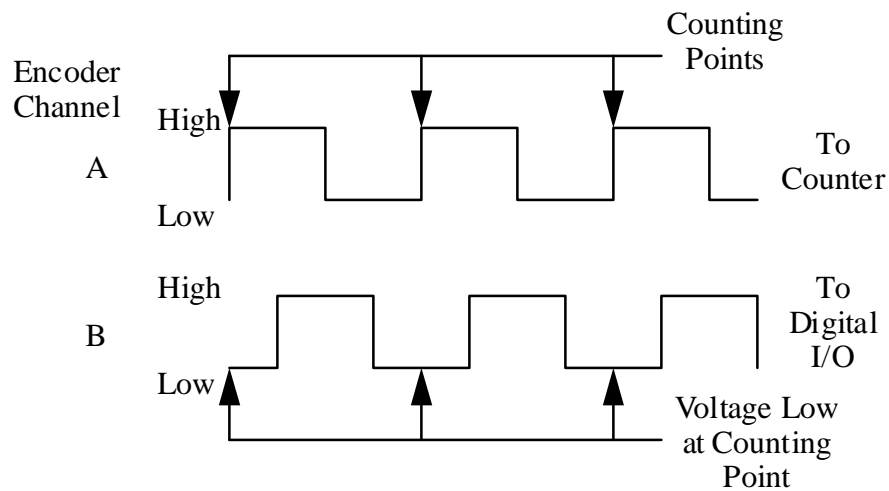 Counting
Points
Encoder
Channel
High
A
To
Counter
Low
High
B
To
Digital
I/O
Low
Voltage Low
at Counting
Point